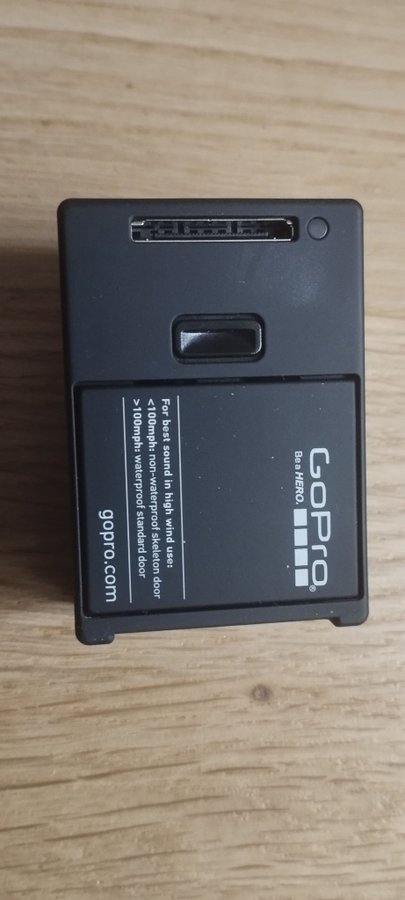 GoPro®
Be a HERO.
For best sound in high wind use:
<100mph: non-waterproof skeleton door
>100mph: waterproof standard door
gopro.com